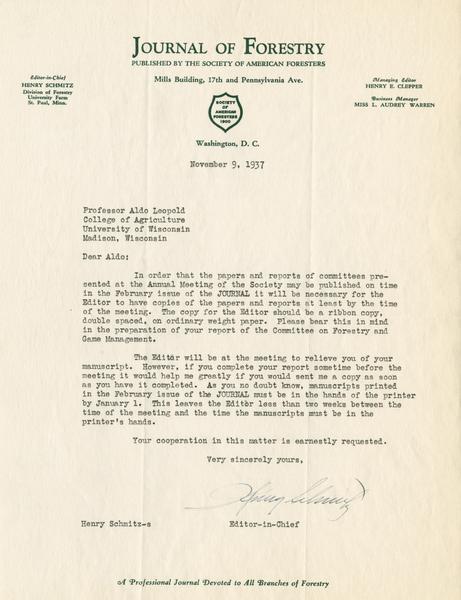 JOURNAL OF FORESTRY
PUBLISHED BY THE SOCIETY OF AMERICAN FORESTERS
Mills Building, 17th and Pennsylvania Ave.
Editor-in-Chief
HENRY SCHMITZ
Division of Forestry
University Farm
St. Paul, Minn.
Managing Editor
HENRY E. CLEPPER
Business Manager
MISS L. AUDREY WARREN
SOCIETY
OF
AMERICAN
FORESTERS
1900
Washington, D. C.
November 9, 1937
Professor Aldo Leopold
College of Agriculture
University of Wisconsin
Madison, Wisconsin
Dear Aldo:
In order that the papers and reports of committees pre-
sented at the Annual Meeting of the Society may be published on time
in the February issue of the JOURNAL it will be necessary for the
Editor to have copies of the papers and reports at least by the time
of the meeting. The copy for the Editor should be a ribbon copy,
double spaced, on ordinary weight paper. Please bear this in mind
in the preparation of your report of the Committee on Forestry and
Game Management.
The Editor will be at the meeting to relieve you of your
manuscript. However, if you complete your report sometime before the
meeting it would help me greatly if you would sent me a copy as soon
as you have it completed. As you no doubt know, manuscripts printed
in the February issue of the JOURNAL must be in the hands of the printer
by January 1. This leaves the Editor less than two weeks between the
time of the meeting and the time the manuscripts must be in the
printer's hands.
Your cooperation in this matter is earnestly requested.
Very sincerely yours,
Henry Schmitz
Henry Schmitz-s
Editor-in-Chief
A Professional Journal Devoted to All Branches of Forestry